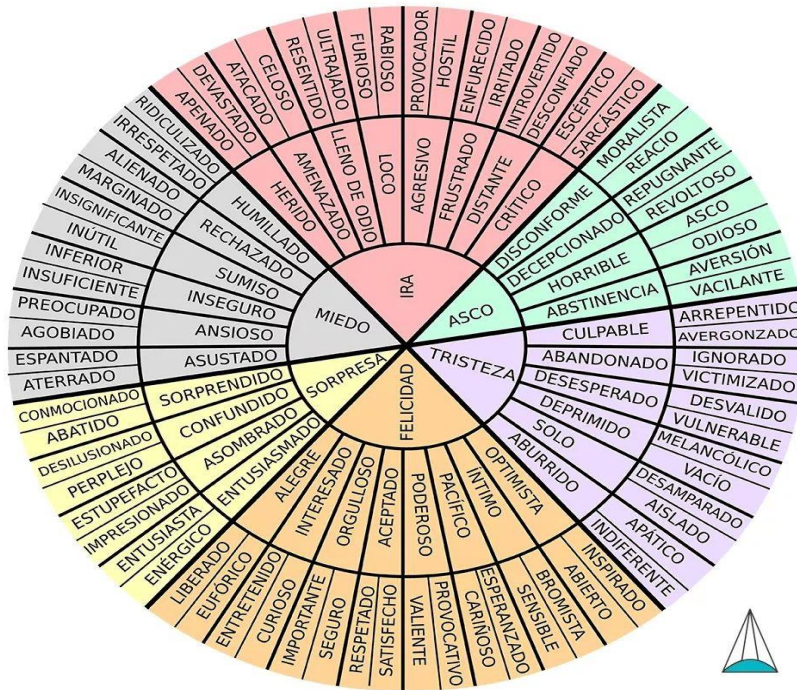 IRA
HERIDO
APENADO
DEVASTADO
AMENAZADO
ATACADO
CELOSO
LLENO DE ODIO
RESENTIDO
ULTRAJADO
LOCO
FURIOSO
RABIOSO
AGRESIVO
PROVOCADOR
HOSTIL
FRUSTRADO
ENFURECIDO
IRRITADO
DISTANTE
INTROVERTIDO
DESCONFIADO
CRÍTICO
ESCÉPTICO
SARCÁSTICO
ASCO
DISCONFORME
MORALISTA
REACIO
DECEPCIONADO
REPUGNANTE
REVOLTOSO
HORRIBLE
ASCO
ODIOSO
ABSTINENCIA
AVERSIÓN
VACILANTE
TRISTEZA
CULPABLE
ARREPENTIDO
AVERGONZADO
ABANDONADO
IGNORADO
VICTIMIZADO
DESESPERADO
DESVALIDO
VULNERABLE
DEPRIMIDO
MELANCÓLICO
VACÍO
SOLO
DESAMPARADO
AISLADO
ABURRIDO
APÁTICO
INDIFERENTE
FELICIDAD
OPTIMISTA
INSPIRADO
ABIERTO
ÍNTIMO
BROMISTA
SENSIBLE
PACÍFICO
ESPERANZADO
CARIÑOSO
PODEROSO
PROVOCATIVO
VALIENTE
ACEPTADO
SATISFECHO
RESPETADO
ORGULLOSO
SEGURO
IMPORTANTE
INTERESADO
CURIOSO
ENTRETENIDO
ALEGRE
EUFÓRICO
LIBERADO
SORPRESA
ENTUSIASMADO
ENÉRGICO
ENTUSIASTA
ASOMBRADO
IMPRESIONADO
ESTUPEFACTO
CONFUNDIDO
PERPLEJO
DESILUSIONADO
SORPRENDIDO
ABATIDO
CONMOCIONADO
MIEDO
ASUSTADO
ATERRADO
ESPANTADO
ANSIOSO
AGOBIADO
PREOCUPADO
INSEGURO
INSUFICIENTE
INFERIOR
SUMISO
INÚTIL
INSIGNIFICANTE
RECHAZADO
MARGINADO
ALIENADO
HUMILLADO
IRRESPETADO
RIDICULIZADO